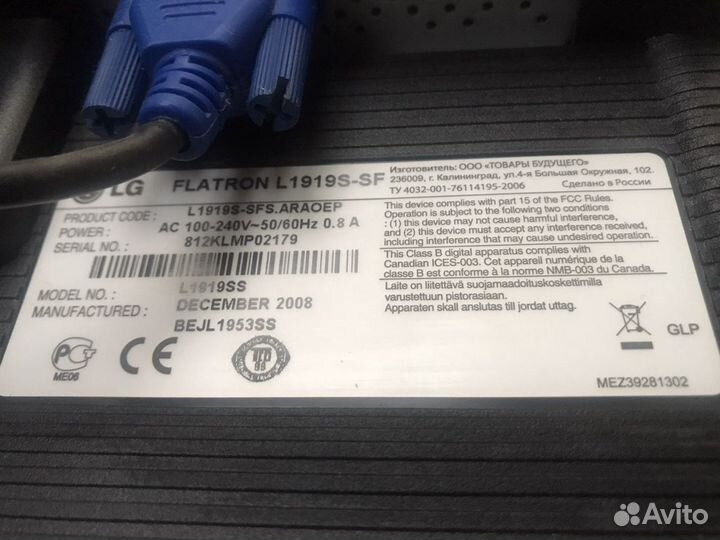 LG FLATRON L1919S-SF
PRODUCT CODE: L1919S-SFS.ARAOEP
POWER: AC 100-240V~50/60Hz 0.8 A
SERIAL NO.: 812KLMP02179
MODEL NO.: L1919SS
MANUFACTURED: DECEMBER 2008
BEJL1953SS
ME06
CE
Изготовитель: ООО «ТОВАРЫ БУДУЩЕГО»
236009, г. Калининград, ул.4-я Большая Окружная, 102.
ТУ 4032-001-76114195-2006 Сделано в России
This device complies with part 15 of the FCC Rules.
Operation is subject to the following two conditions
: (1) this device may not cause harmful interference,
and (2) this device must accept any interference
received, including interference that may cause
undesired operation.
This Class B digital apparatus complies with
Canadian ICES-003. Cet appareil numérique de la
classe B est conforme à la norme NMB-003 du Canada.
Laite on liitettävä suojamaadoituskoskettimilla
varustettuun pistorasiaan.
Apparaten skall anslutas till jordat uttag.
GLP
MEZ39281302
Avito